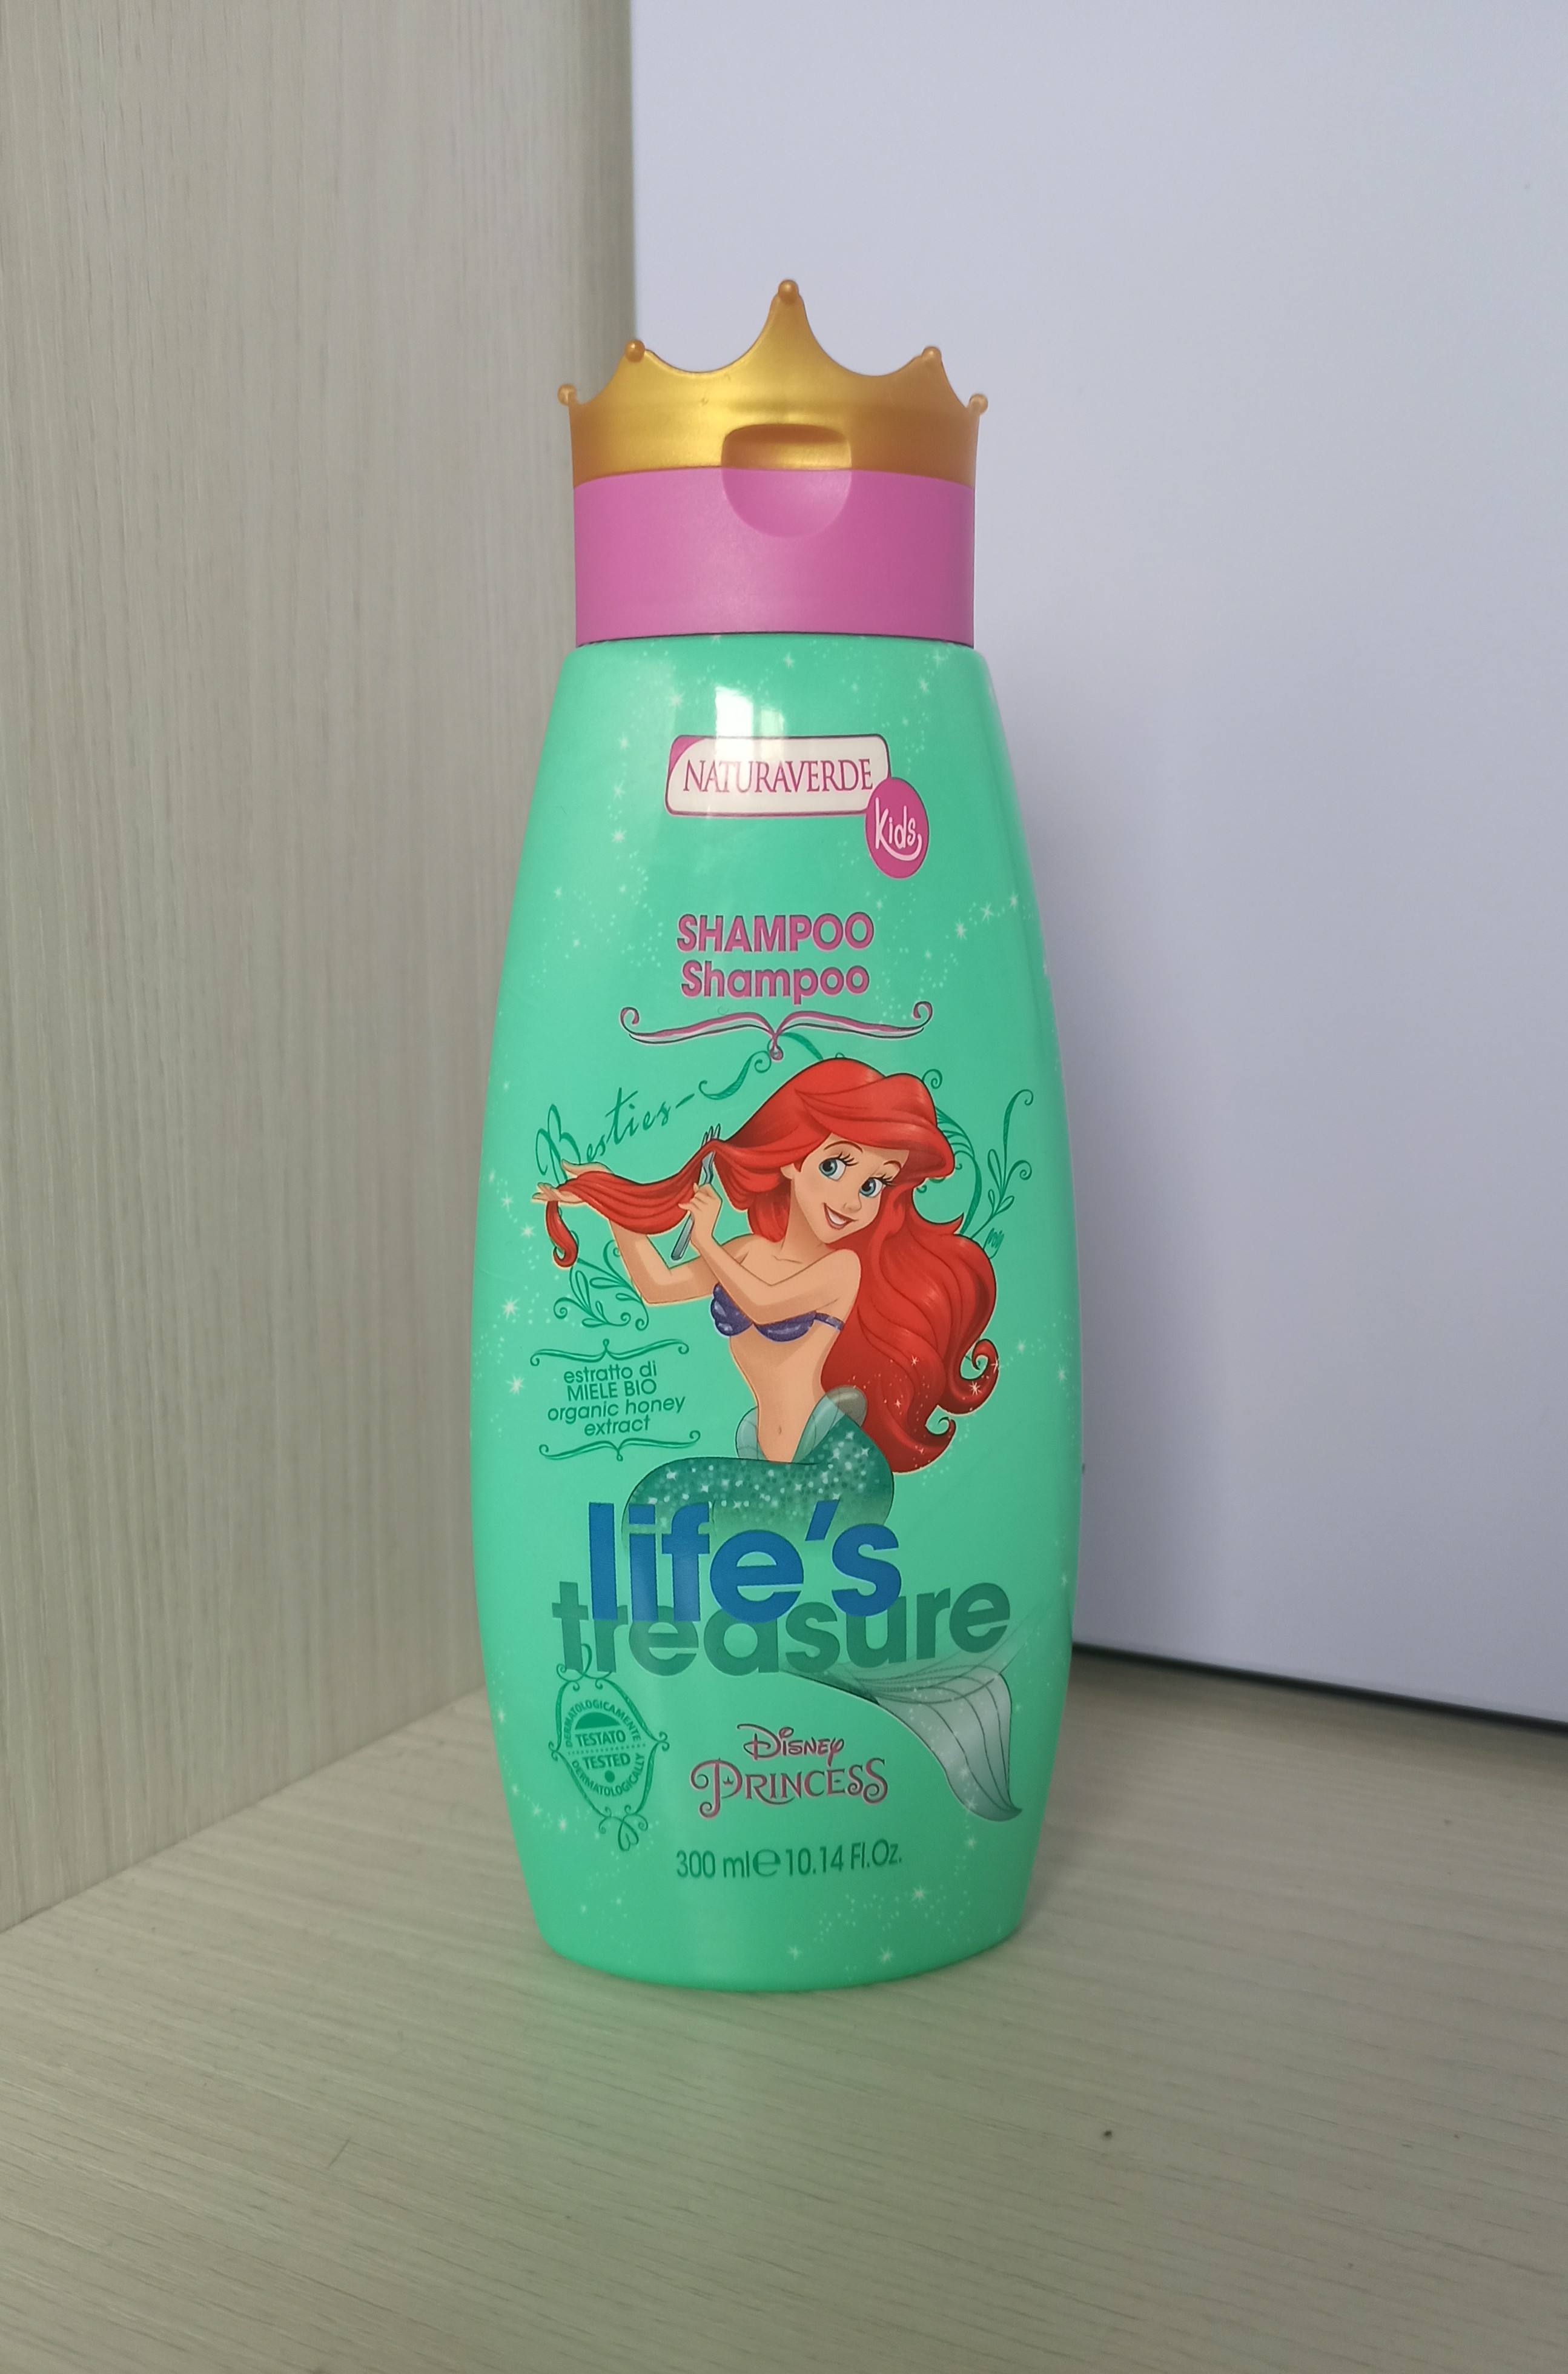 NATURAVERDE
Kids
SHAMPOO
Shampoo
Besties
estratto di
MIELE BIO
organic honey
extract
life's
treasure
DERMATOLOGICAMENTE
TESTATO
TESTED
DERMATOLOGICALLY
Disney
PRINCESS
300 ml e 10.14 Fl.Oz.